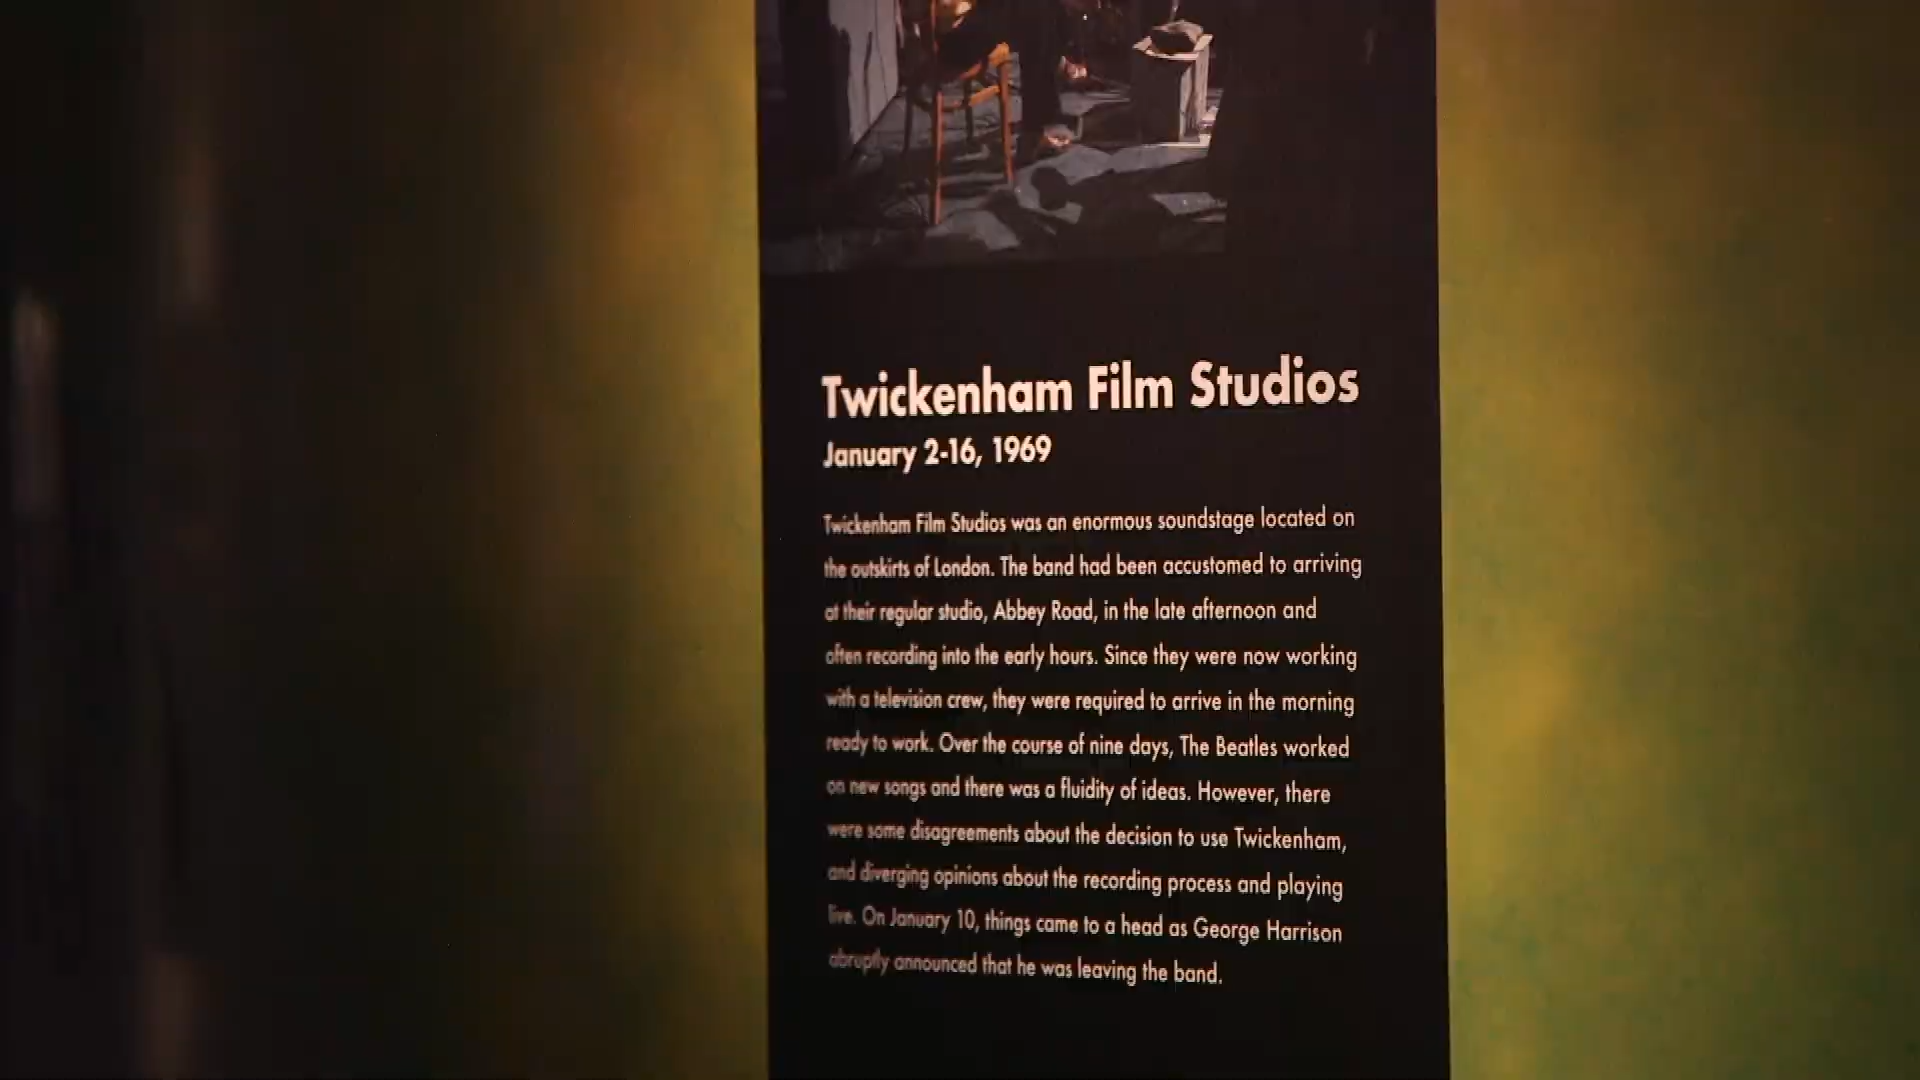 Twickenham Film Studios
January 2-16, 1969
Twickenham Film Studios was an enormous soundstage located on
the outskirts of London. The band had been accustomed to arriving
at their regular studio, Abbey Road, in the late afternoon and
often recording into the early hours. Since they were now working
with a television crew, they were required to arrive in the morning
ready to work. Over the course of nine days, The Beatles worked
on new songs and there was a fluidity of ideas. However, there
were some disagreements about the decision to use Twickenham,
and diverging opinions about the recording process and playing
live. On January 10, things came to a head as George Harrison
abruptly announced that he was leaving the band.